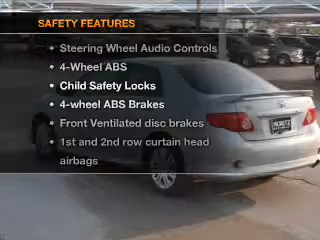 SAFETY FEATURES
• Steering Wheel Audio Controls
• 4-Wheel ABS
• Child Safety Locks
• 4-wheel ABS Brakes
• Front Ventilated disc brakes
• 1st and 2nd row curtain head
airbags
MORITZ